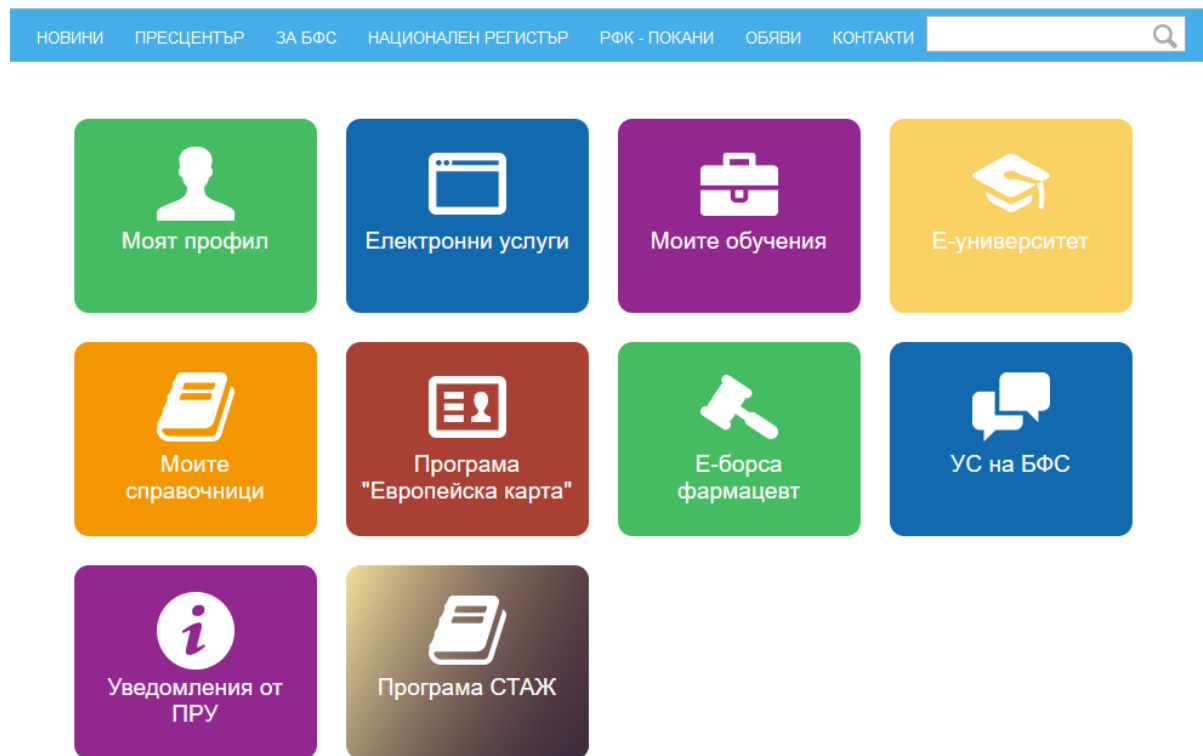 НОВИНИ ПРЕСЦЕНТЪР ЗА БФС НАЦИОНАЛЕН РЕГИСТЪР РФК - ПОКАНИ ОБЯВИ КОНТАКТИ
Моят профил
Електронни услуги
Моите обучения
Е-университет
Моите
справочници
Програма
"Европейска карта"
Е-борса
фармацевт
УС на БФС
Уведомления от
ПРУ
Програма СТАЖ